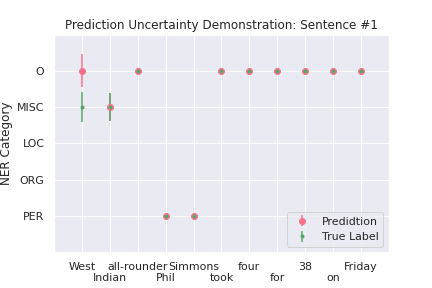 Prediction Uncertainty Demonstration: Sentence #1
NER Category
O
MISC
LOC
ORG
PER
Predidtion
True Label
West
Indian
all-rounder
Phil
Simmons
took
four
for
38
on
Friday